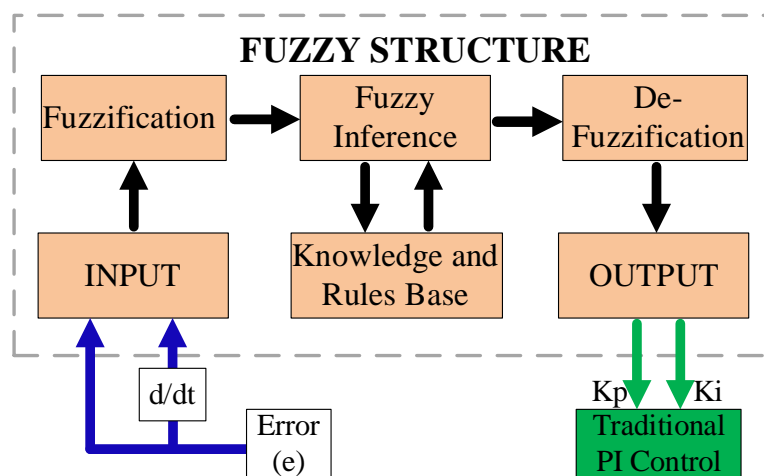 FUZZY STRUCTURE
Fuzzification
Fuzzy
Inference
De-
Fuzzification
INPUT
Knowledge and
Rules Base
OUTPUT
d/dt
Error
(e)
Kp
Ki
Traditional
PI Control